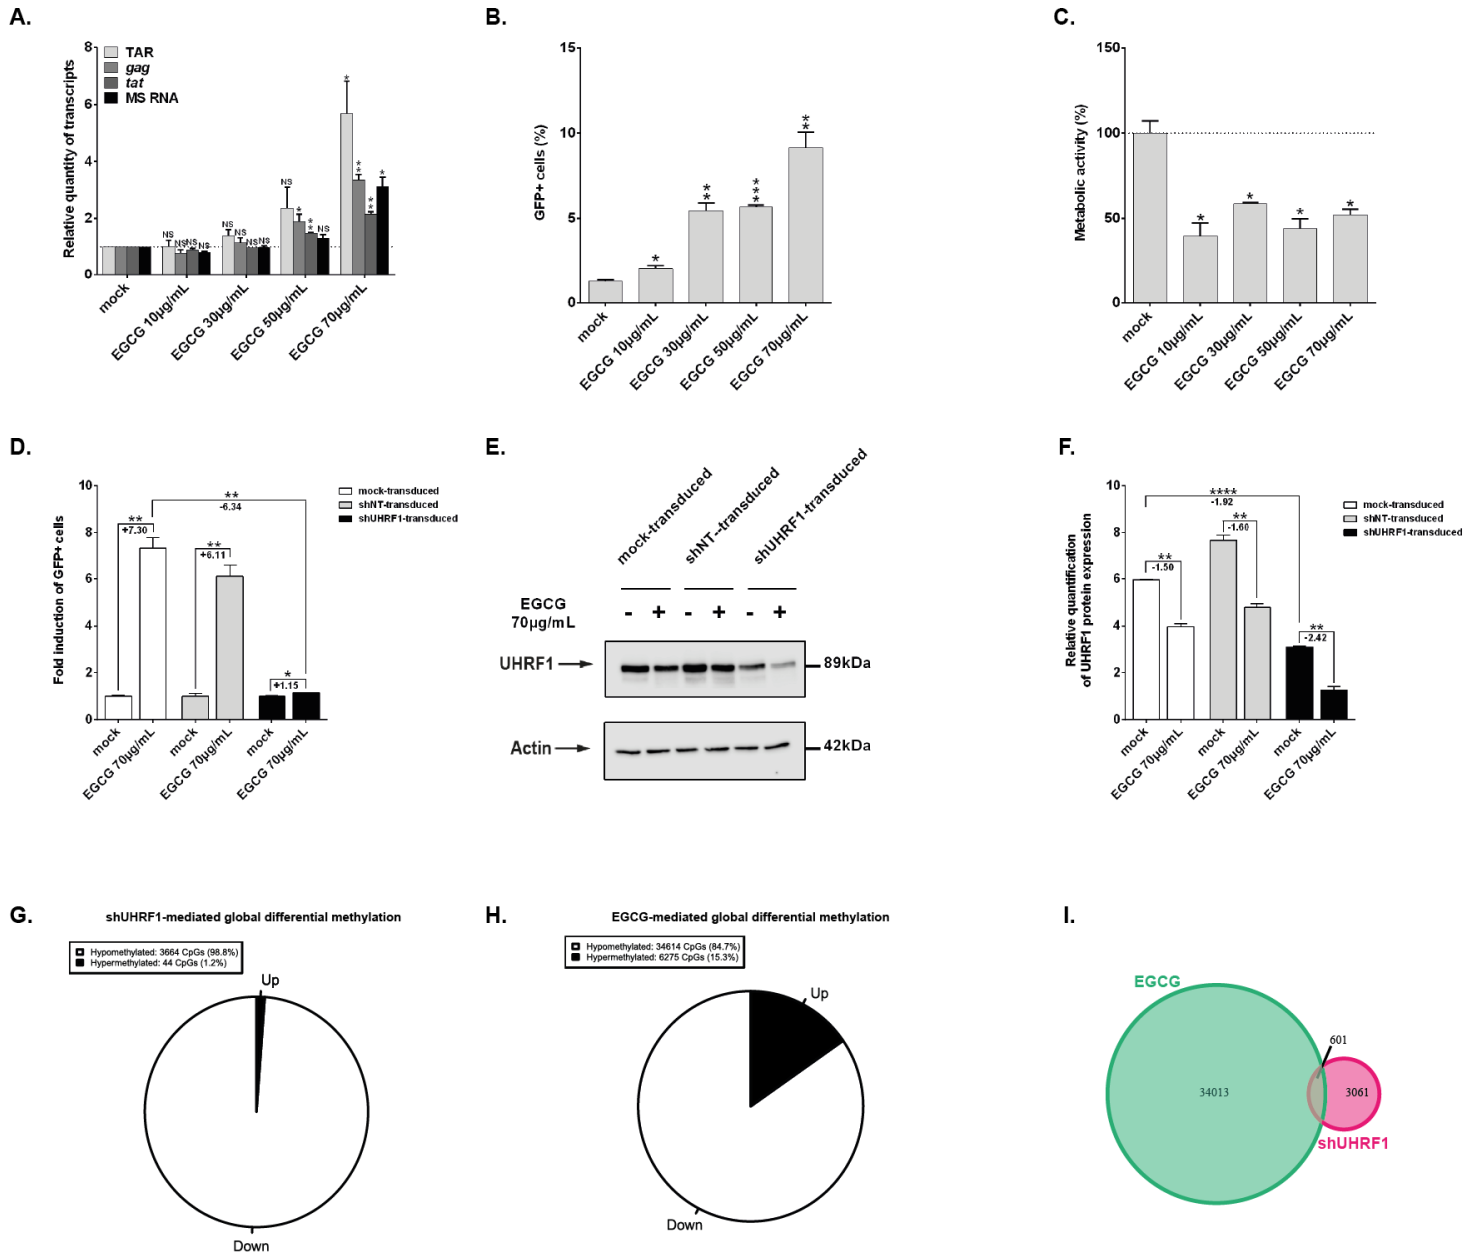 A.
TAR
gag
tat
MS RNA
Relative quantity of transcripts
8
6
4
2
0
NS
NS
NS
NS
NS
NS
NS
NS
NS
*
**
NS
*
**
**
*
mock
EGCG 10µg/mL
EGCG 30µg/mL
EGCG 50µg/mL
EGCG 70µg/mL
B.
GFP+ cells (%)
15
10
5
0
*
**
***
**
mock
EGCG 10µg/mL
EGCG 30µg/mL
EGCG 50µg/mL
EGCG 70µg/mL
C.
Metabolic activity (%)
150
100
50
0
*
*
*
*
mock
EGCG 10µg/mL
EGCG 30µg/mL
EGCG 50µg/mL
EGCG 70µg/mL
D.
Fold induction of GFP+ cells
10
8
6
4
2
0
**
+7.30
**
+6.11
**
-6.34
*
+1.15
mock-transduced
shNT-transduced
shUHRF1-transduced
mock
EGCG 70µg/mL
mock
EGCG 70µg/mL
mock
EGCG 70µg/mL
E.
mock-transduced
shNT--transduced
shUHRF1-transduced
EGCG
70µg/mL
- + - + - +
UHRF1
89kDa
Actin
42kDa
F.
Relative quantification
of UHRF1 protein expression
10
8
6
4
2
0
****
-1.92
**
-1.50
**
-1.60
**
-2.42
mock-transduced
shNT-transduced
shUHRF1-transduced
mock
EGCG 70µg/mL
mock
EGCG 70µg/mL
mock
EGCG 70µg/mL
G.
shUHRF1-mediated global differential methylation
Hypomethylated: 3664 CpGs (98.8%)
Hypermethylated: 44 CpGs (1.2%)
Up
Down
H.
EGCG-mediated global differential methylation
Hypomethylated: 34614 CpGs (84.7%)
Hypermethylated: 6275 CpGs (15.3%)
Up
Down
I.
EGCG
601
34013
3061
shUHRF1